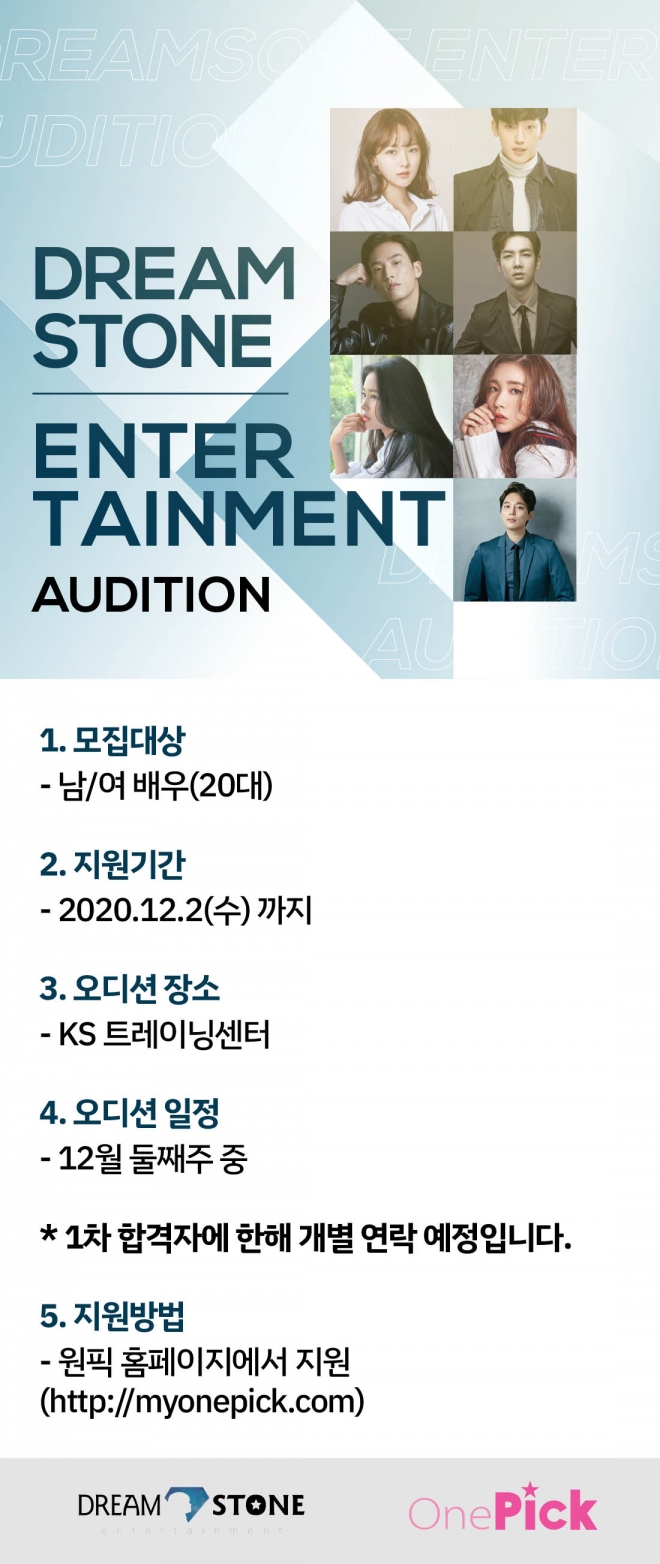 DREAMSO ENTER
UDITION
DREAM
STONE
ENTER
TAINMENT
AUDITION
1. 모집대상
- 남/여 배우(20대)
2. 지원기간
- 2020.12.2(수) 까지
3. 오디션 장소
- KS 트레이닝센터
4. 오디션 일정
- 12월 둘째주 중
* 1차 합격자에 한해 개별 연락 예정입니다.
5. 지원방법
- 원픽 홈페이지에서 지원
(http://myonepick.com)
DREAM STONE
entertainment
OnePick